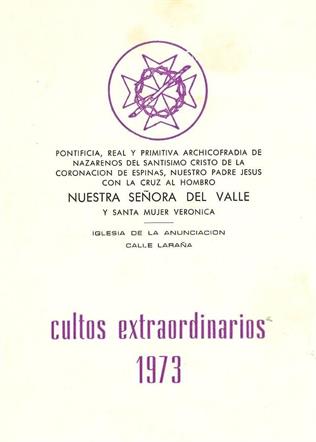 PONTIFICIA, REAL Y PRIMITIVA ARCHICOFRADIA DE
NAZARENOS DEL SANTISIMO CRISTO DE LA
CORONACION DE ESPINAS, NUESTRO PADRE JESUS
CON LA CRUZ AL HOMBRO
NUESTRA SEÑORA DEL VALLE
Y SANTA MUJER VERONICA
IGLESIA DE LA ANUNCIACION
CALLE LARAÑA
cultos extraordinarios
1973